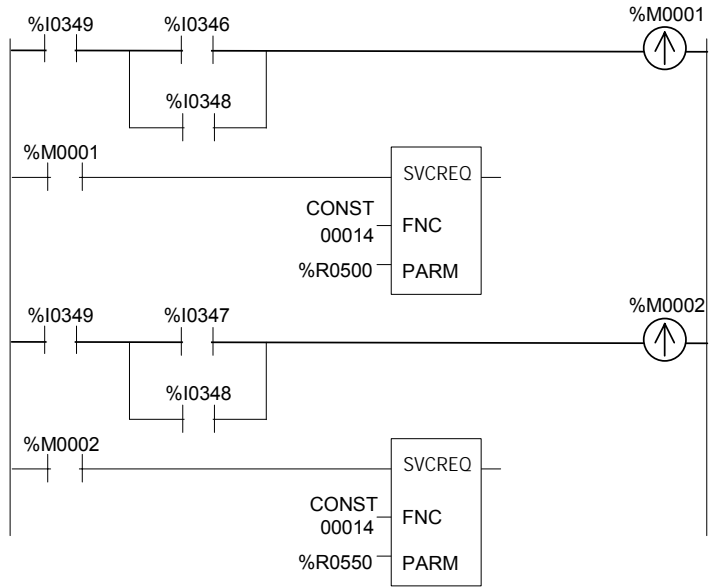 %M0001
%I0349 %I0346
%I0348
%M0001
SVCREQ
CONST
00014 FNC
%R0500 PARM
%M0002
%I0349 %I0347
%I0348
%M0002
SVCREQ
CONST
00014 FNC
%R0550 PARM